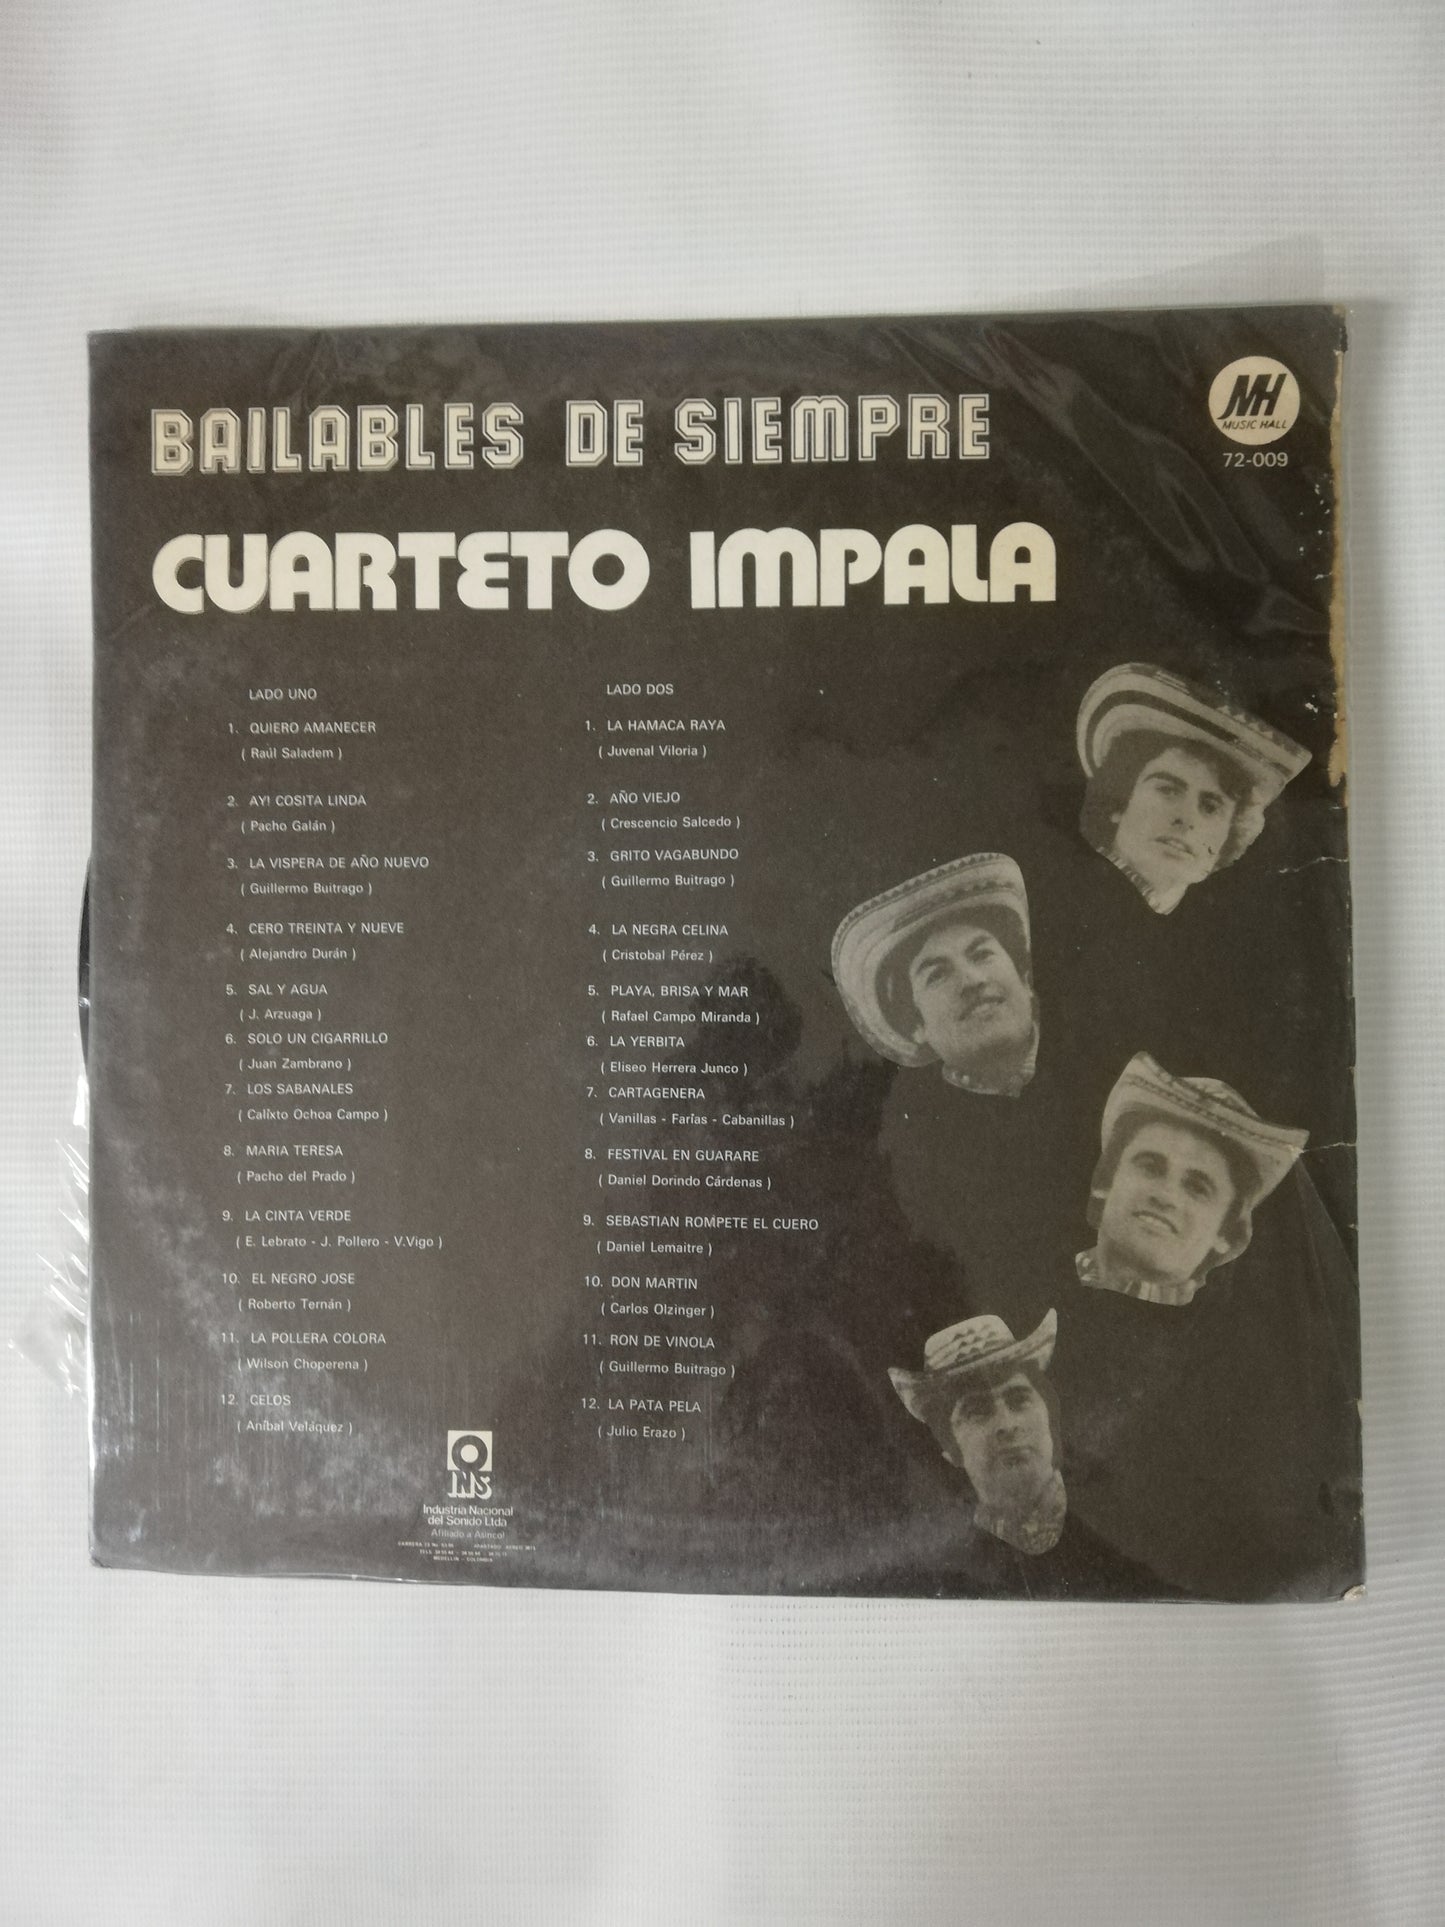 BAILABLES DE SIEMPRE
MH
MUSIC HALL
72-009
CUARTETO IMPALA
LADO UNO
1. QUIERO AMANECER
( Raúl Saladem )
2. AY! COSITA LINDA
( Pacho Galán )
3. LA VISPERA DE AÑO NUEVO
( Guillermo Buitrago )
4. CERO TREINTA Y NUEVE
( Alejandro Durán )
5. SAL Y AGUA
( J. Arzuaga )
6. SOLO UN CIGARRILLO
( Juan Zambrano )
7. LOS SABANALES
( Calixto Ochoa Campo )
8. MARIA TERESA
( Pacho del Prado )
9. LA CINTA VERDE
( E. Lebrato - J. Pollero - V.Vigo )
10. EL NEGRO JOSE
( Roberto Ternán )
11. LA POLLERA COLORA
( Wilson Choperena )
12. CELOS
( Aníbal Veláquez )
LADO DOS
1. LA HAMACA RAYA
( Juvenal Viloria )
2. AÑO VIEJO
( Crescencio Salcedo )
3. GRITO VAGABUNDO
( Guillermo Buitrago )
4. LA NEGRA CELINA
( Cristobal Pérez )
5. PLAYA, BRISA Y MAR
( Rafael Campo Miranda )
6. LA YERBITA
( Eliseo Herrera Junco )
7. CARTAGENERA
( Vanillas - Farías - Cabanillas )
8. FESTIVAL EN GUARARE
( Daniel Dorindo Cárdenas )
9. SEBASTIAN ROMPETE EL CUERO
( Daniel Lemaitre )
10. DON MARTIN
( Carlos Olzinger )
11. RON DE VINOLA
( Guillermo Buitrago )
12. LA PATA PELA
( Julio Erazo )
INS
Industria Nacional
del Sonido Ltda
Afiliado a Asincol
MEDELLIN - COLOMBIA